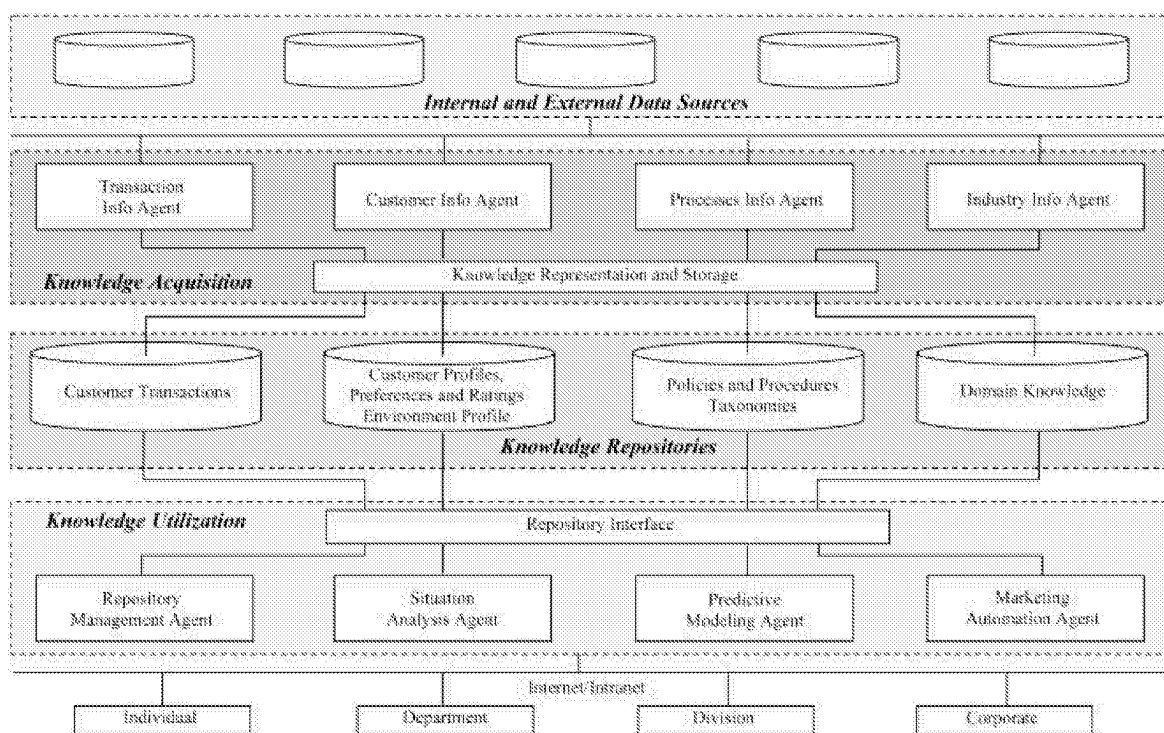 Internal and External Data Sources
Transaction
Info Agent
Customer Info Agent
Processes Info Agent
Industry Info Agent
Knowledge Representation and Storage
Knowledge Acquisition
Customer Transactions
Customer Profiles,
Preferences and Ratings
Environment Profile
Policies and Procedures
Taxonomies
Domain Knowledge
Knowledge Repositories
Knowledge Utilization
Repository Interface
Repository
Management Agent
Situation
Analysis Agent
Predictive
Modeling Agent
Marketing
Automation Agent
Internet/Intranet
Individual
Department
Division
Corporate